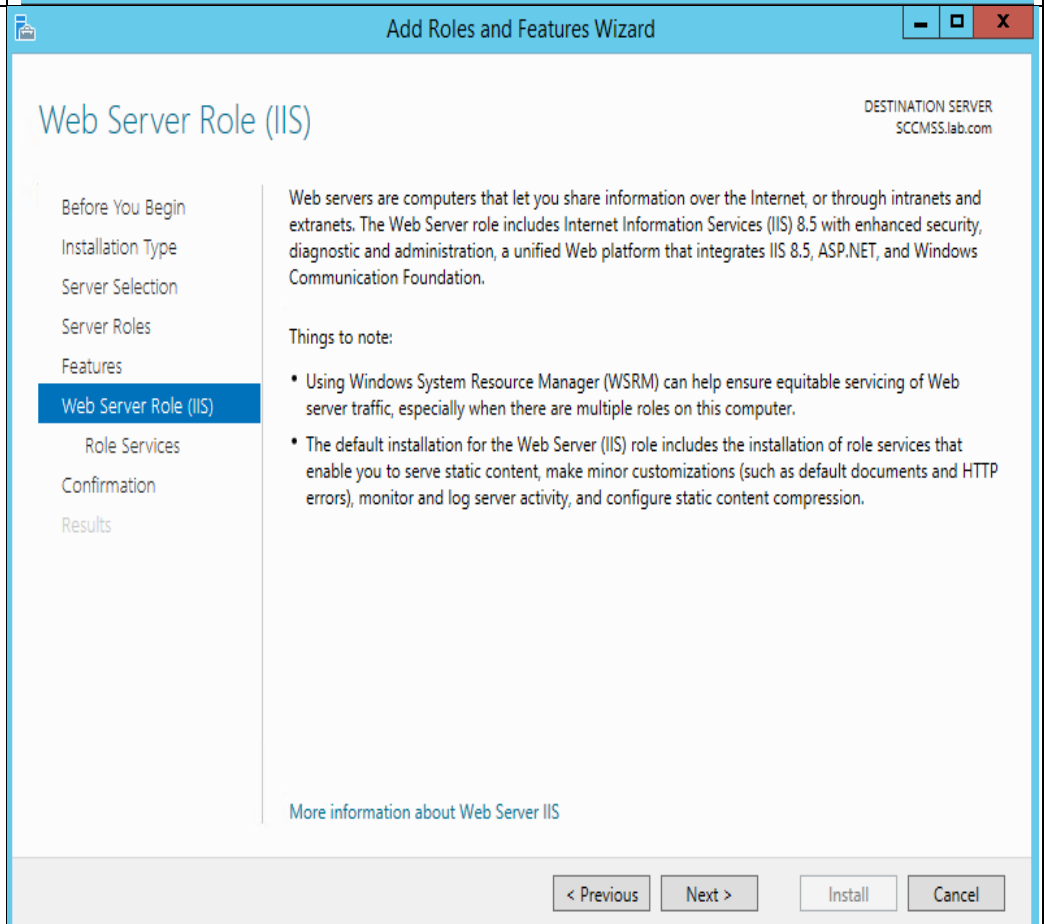 Add Roles and Features Wizard
Web Server Role (IIS)
DESTINATION SERVER
SCCMSS.lab.com
Before You Begin
Installation Type
Server Selection
Server Roles
Features
Web Server Role (IIS)
Role Services
Confirmation
Results
Web servers are computers that let you share information over the Internet, or through intranets and
extranets. The Web Server role includes Internet Information Services (IIS) 8.5 with enhanced security,
diagnostic and administration, a unified Web platform that integrates IIS 8.5, ASP.NET, and Windows
Communication Foundation.
Things to note:
• Using Windows System Resource Manager (WSRM) can help ensure equitable servicing of Web
server traffic, especially when there are multiple roles on this computer.
• The default installation for the Web Server (IIS) role includes the installation of role services that
enable you to serve static content, make minor customizations (such as default documents and HTTP
errors), monitor and log server activity, and configure static content compression.
More information about Web Server IIS
< Previous
Next >
Install
Cancel